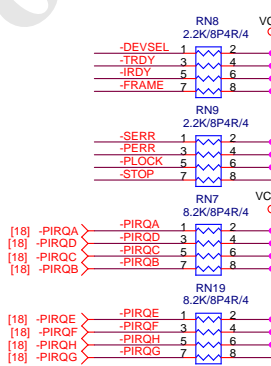 RN8 VC
2.2K/8P4R/4
-DEVSEL 1 2
-TRDY 3 4
-IRDY 5 6
-FRAME 7 8
RN9
2.2K/8P4R/4
-SERR 1 2
-PERR 3 4
-PLOCK 5 6
-STOP 7 8
RN7 VC
8.2K/8P4R/4
[18] -PIRQA -PIRQA 1 2
[18] -PIRQD -PIRQD 3 4
[18] -PIRQC -PIRQC 5 6
[18] -PIRQB -PIRQB 7 8
RN19
8.2K/8P4R/4
[18] -PIRQE -PIRQE 1 2
[18] -PIRQF -PIRQF 3 4
[18] -PIRQH -PIRQH 5 6
[18] -PIRQG -PIRQG 7 8